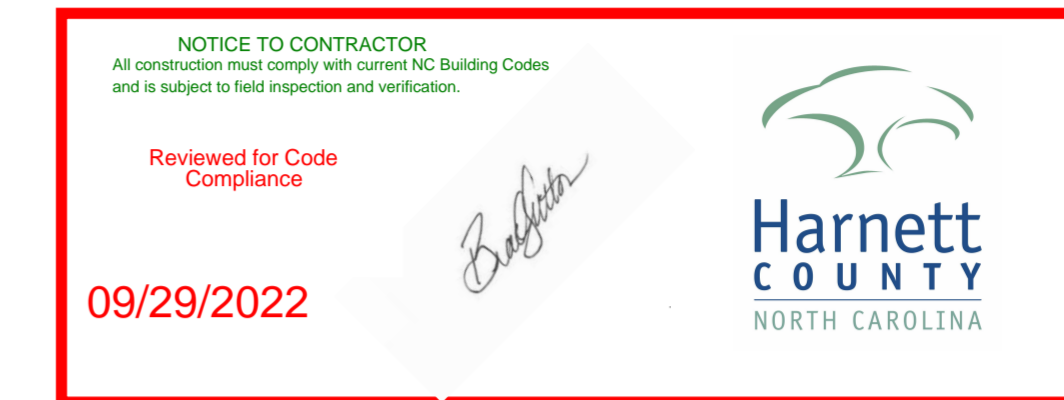 NOTICE TO CONTRACTOR
All construction must comply with current NC Building Codes
and is subject to field inspection and verification.
Reviewed for Code
Compliance
09/29/2022
Harnett
COUNTY
NORTH CAROLINA